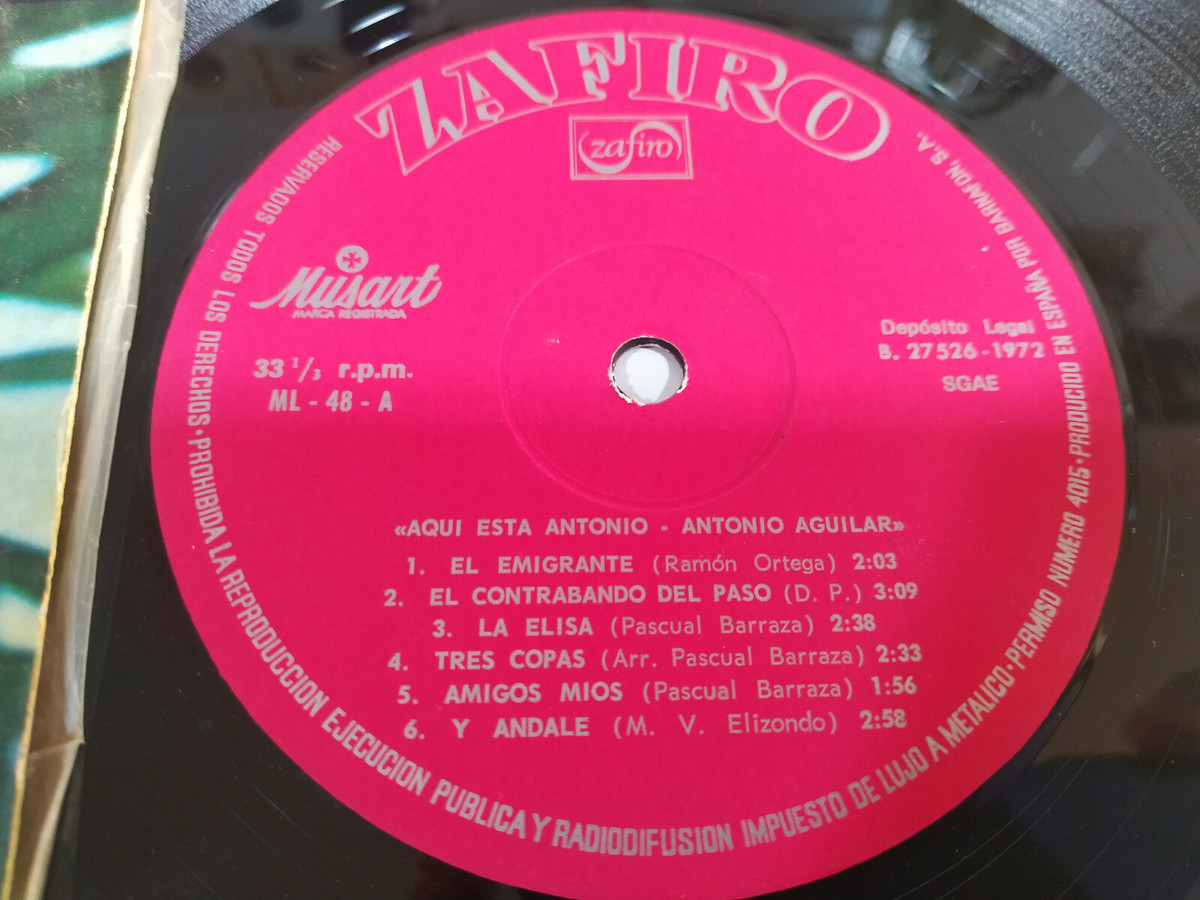 ZAFIRO
zafiro
Musart
MARCA REGISTRADA
33 1/3 r.p.m.
ML - 48 - A
Depósito Legal
B. 27526-1972
SGAE
«AQUI ESTA ANTONIO - ANTONIO AGUILAR»
1. EL EMIGRANTE (Ramón Ortega) 2:03
2. EL CONTRABANDO DEL PASO (D. P.) 3:09
3. LA ELISA (Pascual Barraza) 2:38
4. TRES COPAS (Arr. Pascual Barraza) 2:33
5. AMIGOS MIOS (Pascual Barraza) 1:56
6. Y ANDALE (M. V. Elizondo) 2:58
RESERVADOS TODOS LOS DERECHOS · PROHIBIDA LA REPRODUCCION EJECUCION PUBLICA Y RADIODIFUSION IMPUESTO DE LUJO A METALICO · PERMISO NUMERO 4015 · PRODUCIDO EN ESPAÑA POR BARNAFON, S.A.